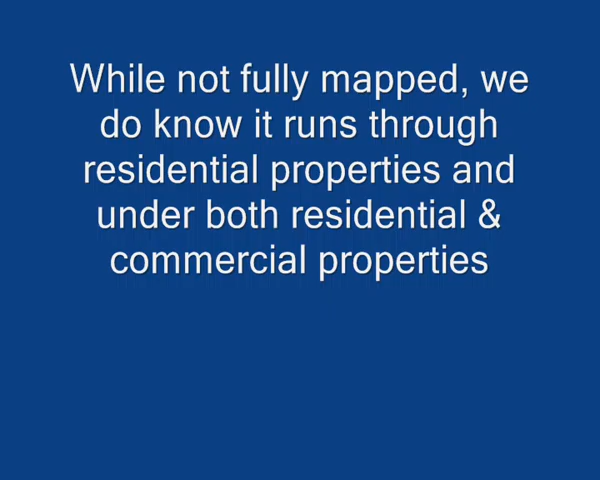 While not fully mapped, we
do know it runs through
residential properties and
under both residential &
commercial properties